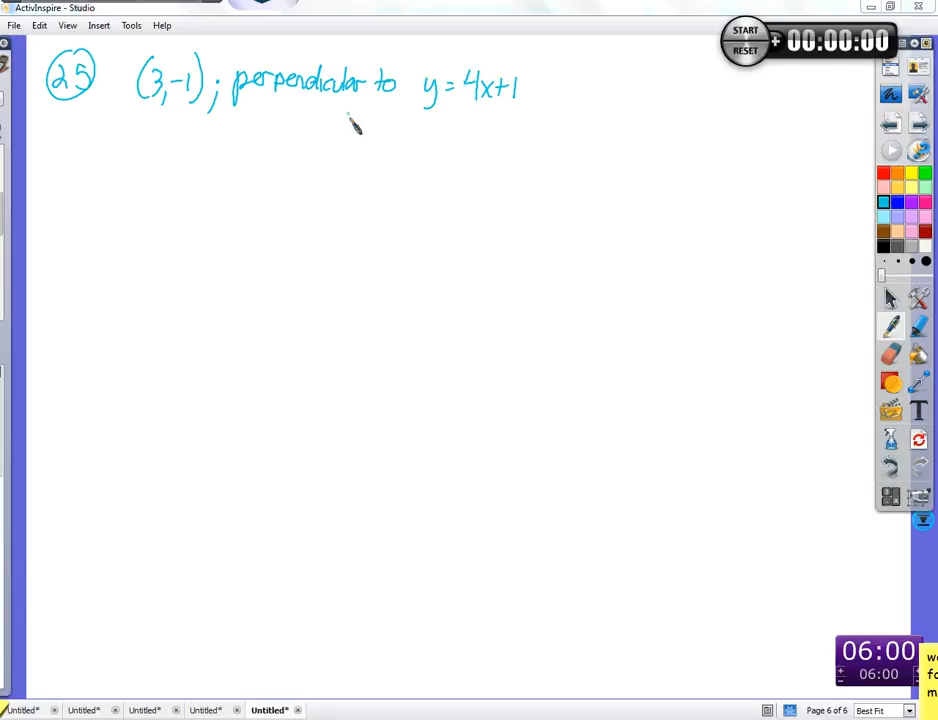 ActivInspire - Studio
START
RESET
00:00:00
File Edit View Insert Tools Help
25 (3,-1); perpendicular to y=4x+1
T
06:00
06:00
Untitled* Untitled* Untitled* Untitled* Untitled* Page 6 of 6 Best Fit